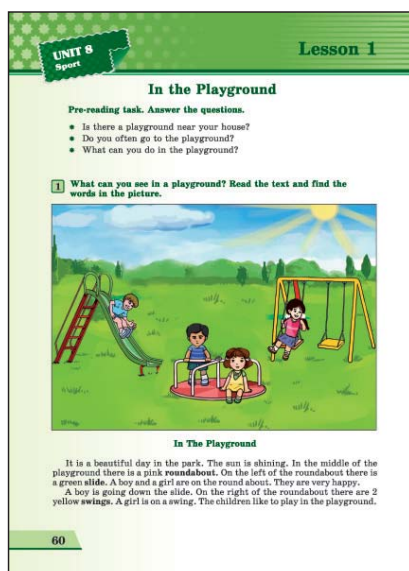 UNIT 8
Sport
Lesson 1
In the Playground
Pre-reading task. Answer the questions.
Is there a playground near your house?
Do you often go to the playground?
What can you do in the playground?
1 What can you see in a playground? Read the text and find the
words in the picture.
In The Playground
It is a beautiful day in the park. The sun is shining. In the middle of the
playground there is a pink roundabout. On the left of the roundabout there is
a green slide. A boy and a girl are on the round about. They are very happy.
A boy is going down the slide. On the right of the roundabout there are 2
yellow swings. A girl is on a swing. The children like to play in the playground.
60